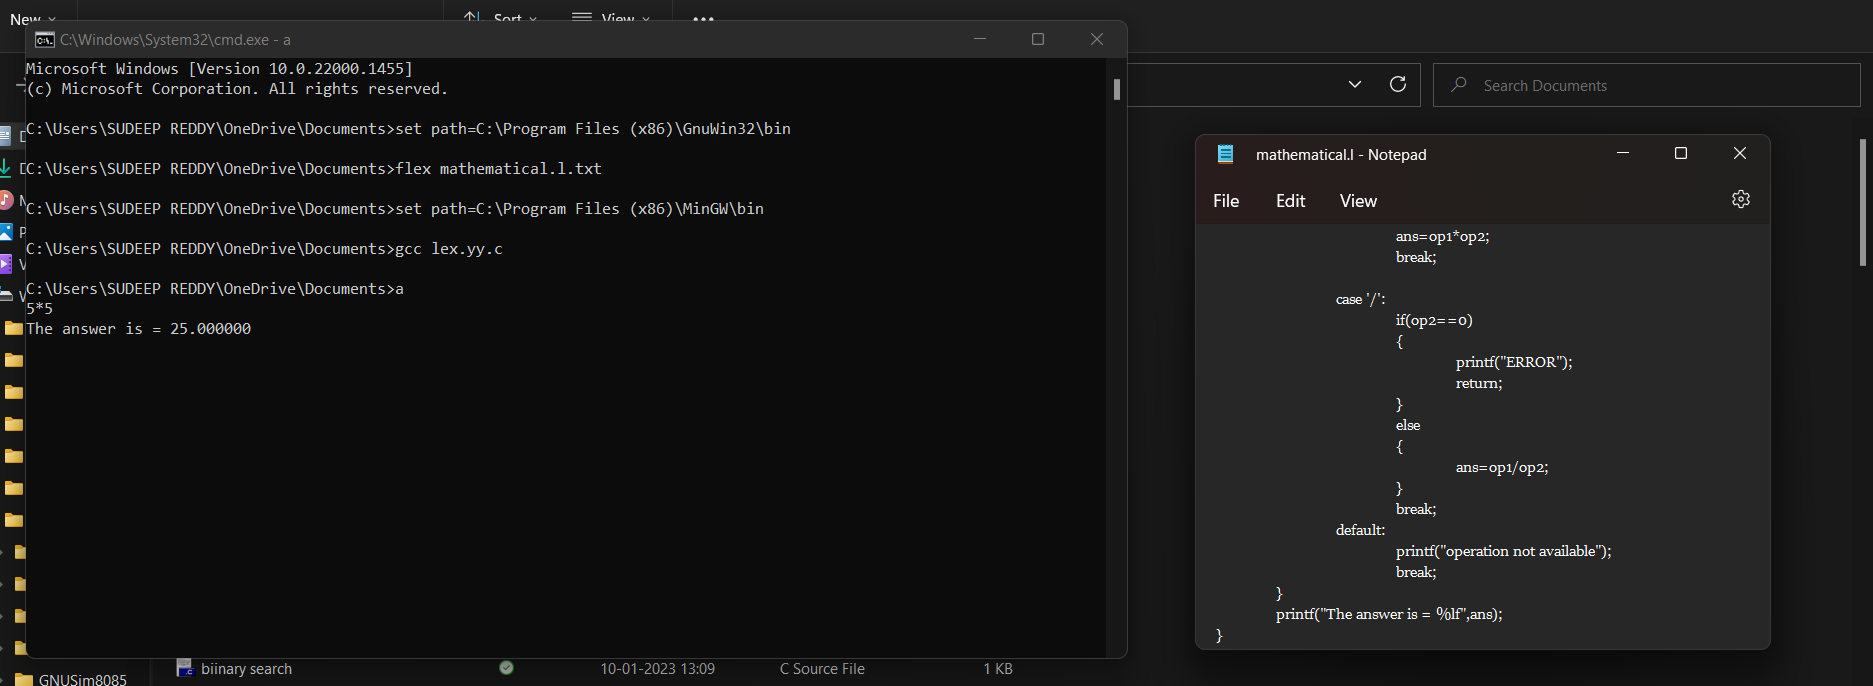 New
Sort
View
C:\Windows\System32\cmd.exe - a
Microsoft Windows [Version 10.0.22000.1455]
(c) Microsoft Corporation. All rights reserved.
C:\Users\SUDEEP REDDY\OneDrive\Documents>set path=C:\Program Files (x86)\GnuWin32\bin
C:\Users\SUDEEP REDDY\OneDrive\Documents>flex mathematical.l.txt
C:\Users\SUDEEP REDDY\OneDrive\Documents>set path=C:\Program Files (x86)\MinGW\bin
C:\Users\SUDEEP REDDY\OneDrive\Documents>gcc lex.yy.c
C:\Users\SUDEEP REDDY\OneDrive\Documents>a
5*5
The answer is = 25.000000
Search Documents
mathematical.l - Notepad
File Edit View
ans=op1*op2;
break;
case '/':
if(op2==0)
{
printf("ERROR");
return;
}
else
{
ans=op1/op2;
}
break;
default:
printf("operation not available");
break;
}
printf("The answer is = %lf",ans);
}
biinary search 10-01-2023 13:09 C Source File 1 KB
GNUSim8085